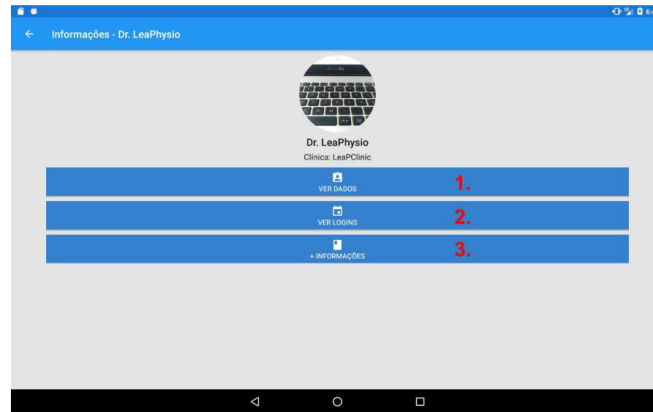 Informações - Dr. LeaPhysio
Dr. LeaPhysio
Clínica: LeaPClinic
VER DADOS
1.
VER LOGINS
2.
+ INFORMAÇÕES
3.